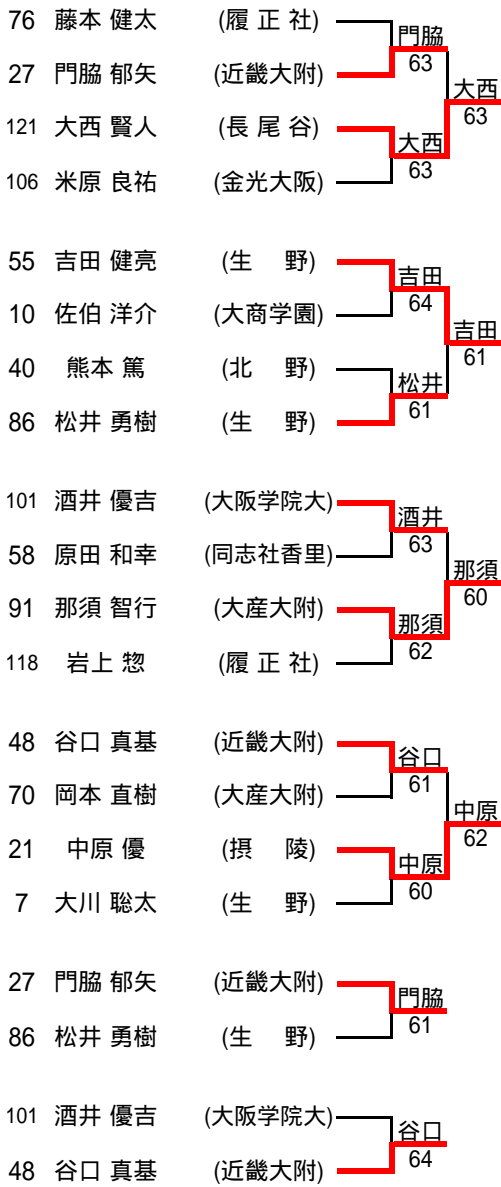 76 藤本 健太 (履 正 社)
門脇
27 門脇 郁矢 (近畿大附)
63
大西
121 大西 賢人 (長 尾 谷)
63
大西
106 米原 良祐 (金光大阪)
63
55 吉田 健亮 (生 野)
吉田
10 佐伯 洋介 (大商学園)
64
吉田
40 熊本 篤 (北 野)
61
松井
86 松井 勇樹 (生 野)
61
101 酒井 優吉 (大阪学院大)
酒井
58 原田 和幸 (同志社香里)
63
那須
91 那須 智行 (大産大附)
60
那須
118 岩上 惣 (履 正 社)
62
48 谷口 真基 (近畿大附)
谷口
70 岡本 直樹 (大産大附)
61
中原
21 中原 優 (摂 陵)
62
中原
7 大川 聡太 (生 野)
60
27 門脇 郁矢 (近畿大附)
門脇
86 松井 勇樹 (生 野)
61
101 酒井 優吉 (大阪学院大)
谷口
48 谷口 真基 (近畿大附)
64